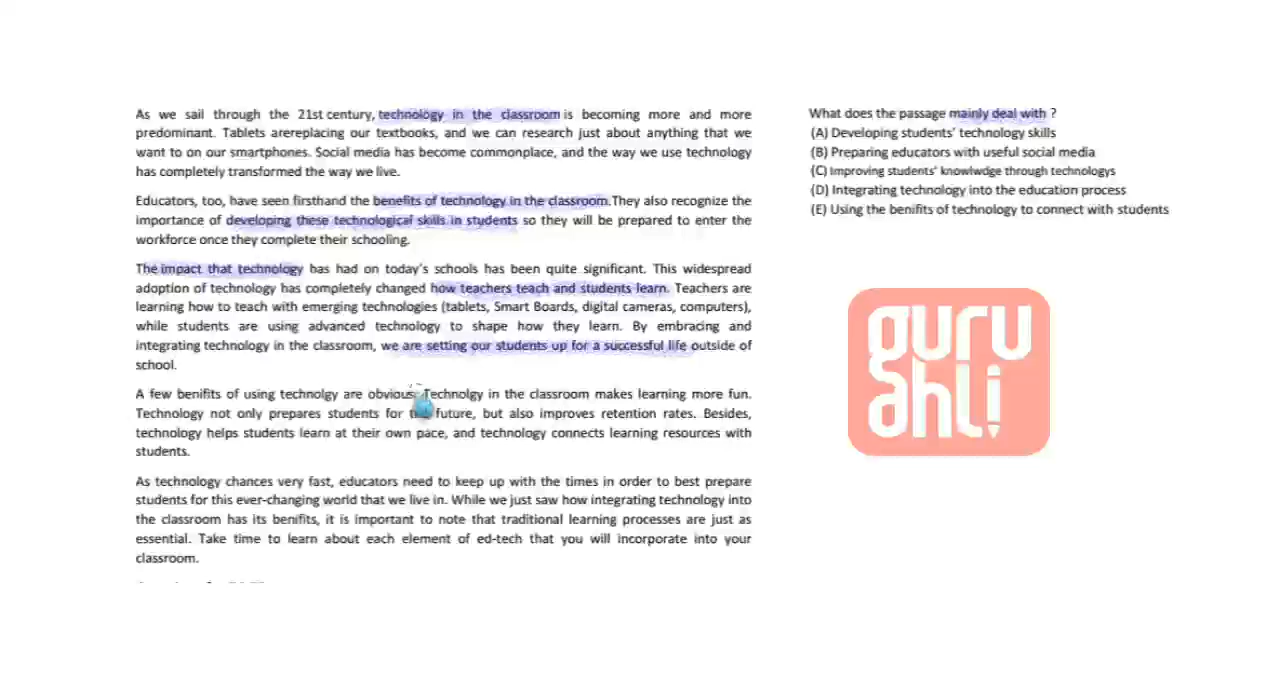 As we sail through the 21st century, technology in the classroom is becoming more and more
predominant. Tablets arereplacing our textbooks, and we can research just about anything that we
want to on our smartphones. Social media has become commonplace, and the way we use technology
has completely transformed the way we live.
Educators, too, have seen firsthand the benefits of technology in the classroom.They also recognize the
importance of developing these technological skills in students so they will be prepared to enter the
workforce once they complete their schooling.
The impact that technology has had on today's schools has been quite significant. This widespread
adoption of technology has completely changed how teachers teach and students learn. Teachers are
learning how to teach with emerging technologies (tablets, Smart Boards, digital cameras, computers),
while students are using advanced technology to shape how they learn. By embracing and
integrating technology in the classroom, we are setting our students up for a successful life outside of
school.
A few benifits of using technolgy are obvious. Technolgy in the classroom makes learning more fun.
Technology not only prepares students for the future, but also improves retention rates. Besides,
technology helps students learn at their own pace, and technology connects learning resources with
students.
As technology chances very fast, educators need to keep up with the times in order to best prepare
students for this ever-changing world that we live in. While we just saw how integrating technology into
the classroom has its benifits, it is important to note that traditional learning processes are just as
essential. Take time to learn about each element of ed-tech that you will incorporate into your
classroom.
What does the passage mainly deal with ?
(A) Developing students' technology skills
(B) Preparing educators with useful social media
(C) Improving students' knowlwdge through technologys
(D) Integrating technology into the education process
(E) Using the benifits of technology to connect with students
guru
ahli